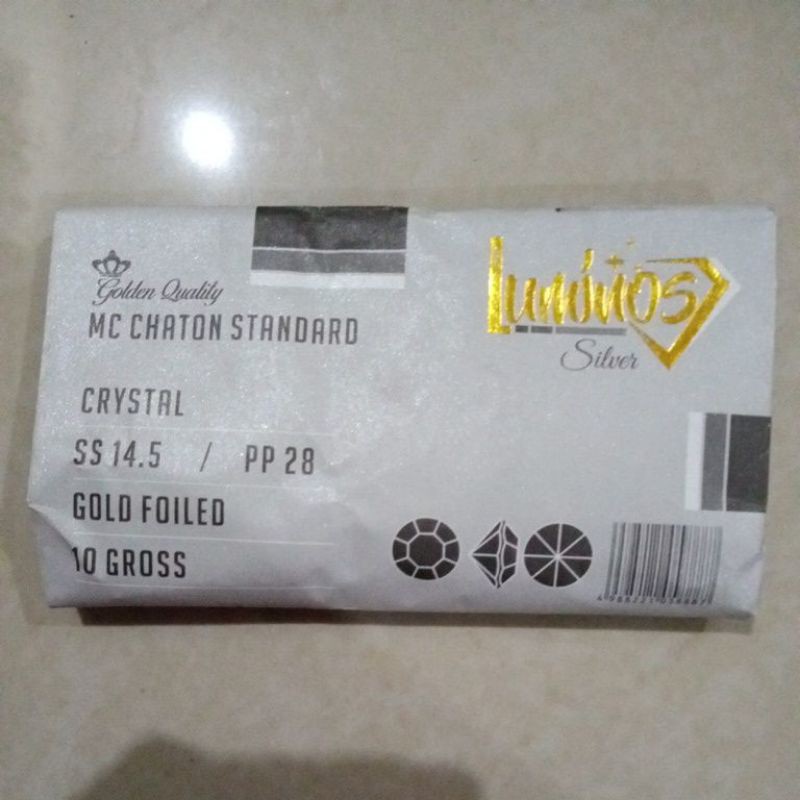 Golden Quality
MC CHATON STANDARD
CRYSTAL
SS 14.5 / PP 28
GOLD FOILED
10 GROSS
Luminos
Silver